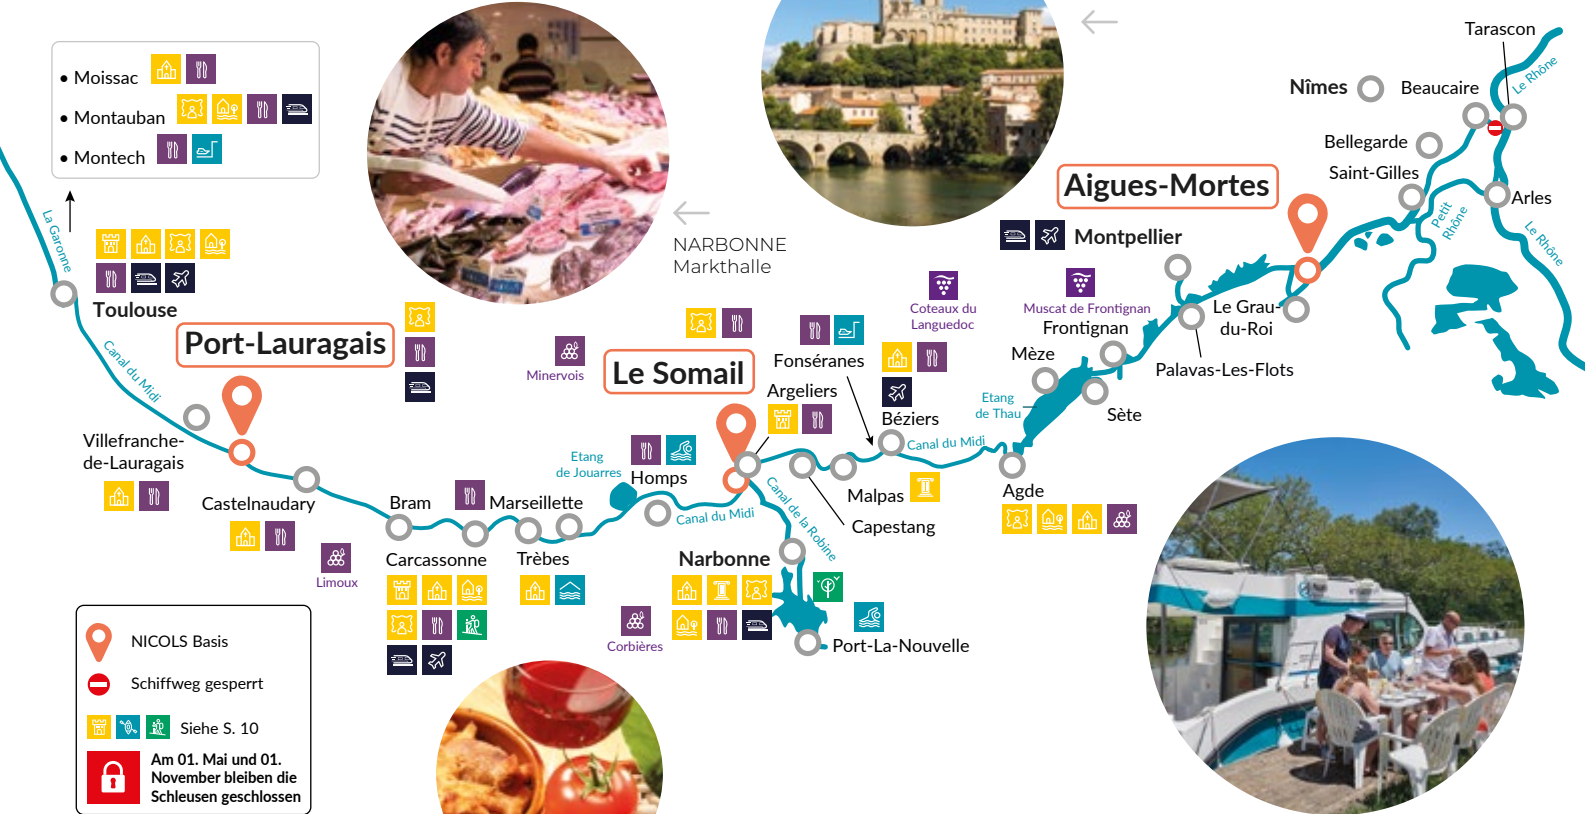 • Moissac
• Montauban
• Montech
La Garonne
Toulouse
Canal du Midi
Port-Lauragais
Villefranche-
de-Lauragais
Castelnaudary
Limoux
Bram
Carcassonne
Marseillette
Trèbes
Minervois
Etang
de Jouarres
Homps
Canal du Midi
Le Somail
NARBONNE
Markthalle
Argeliers
Fonséranes
Béziers
Canal du Midi
Malpas
Capestang
Canal de la Robine
Narbonne
Corbières
Port-La-Nouvelle
Coteaux du
Languedoc
Muscat de Frontignan
Frontignan
Mèze
Etang
de Thau
Sète
Agde
Montpellier
Palavas-Les-Flots
Le Grau-
du-Roi
Aigues-Mortes
Nîmes
Beaucaire
Tarascon
Le Rhône
Bellegarde
Saint-Gilles
Petit
Rhône
Arles
Le Rhône
NICOLS Basis
Schiffweg gesperrt
Siehe S. 10
Am 01. Mai und 01.
November bleiben die
Schleusen geschlossen